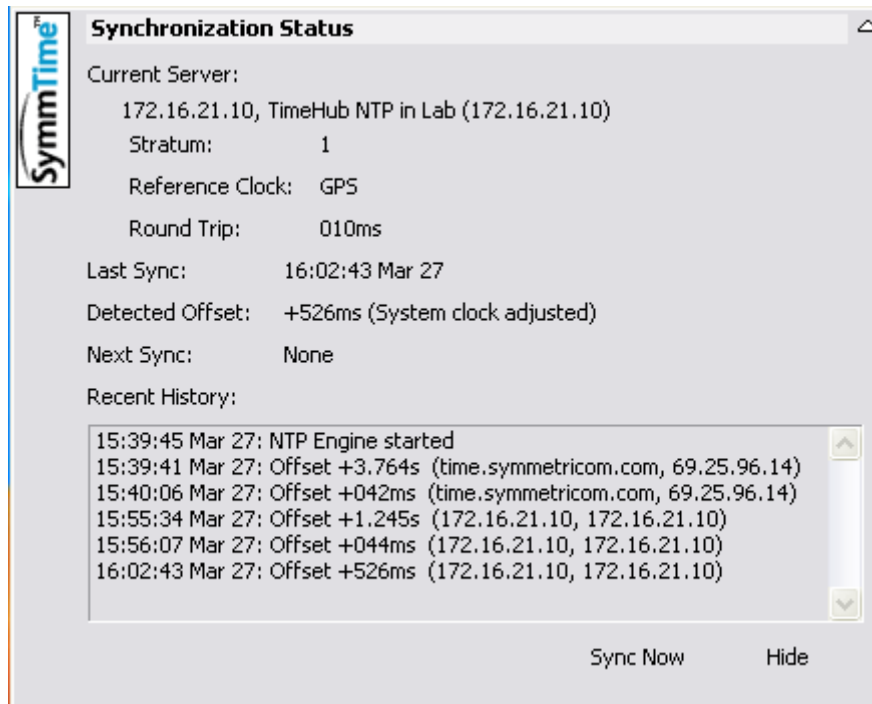 SymmTime
Synchronization Status
Current Server:
172.16.21.10, TimeHub NTP in Lab (172.16.21.10)
Stratum: 1
Reference Clock: GPS
Round Trip: 010ms
Last Sync: 16:02:43 Mar 27
Detected Offset: +526ms (System clock adjusted)
Next Sync: None
Recent History:
15:39:45 Mar 27: NTP Engine started
15:39:41 Mar 27: Offset +3.764s (time.symmetricom.com, 69.25.96.14)
15:40:06 Mar 27: Offset +042ms (time.symmetricom.com, 69.25.96.14)
15:55:34 Mar 27: Offset +1.245s (172.16.21.10, 172.16.21.10)
15:56:07 Mar 27: Offset +044ms (172.16.21.10, 172.16.21.10)
16:02:43 Mar 27: Offset +526ms (172.16.21.10, 172.16.21.10)
Sync Now Hide